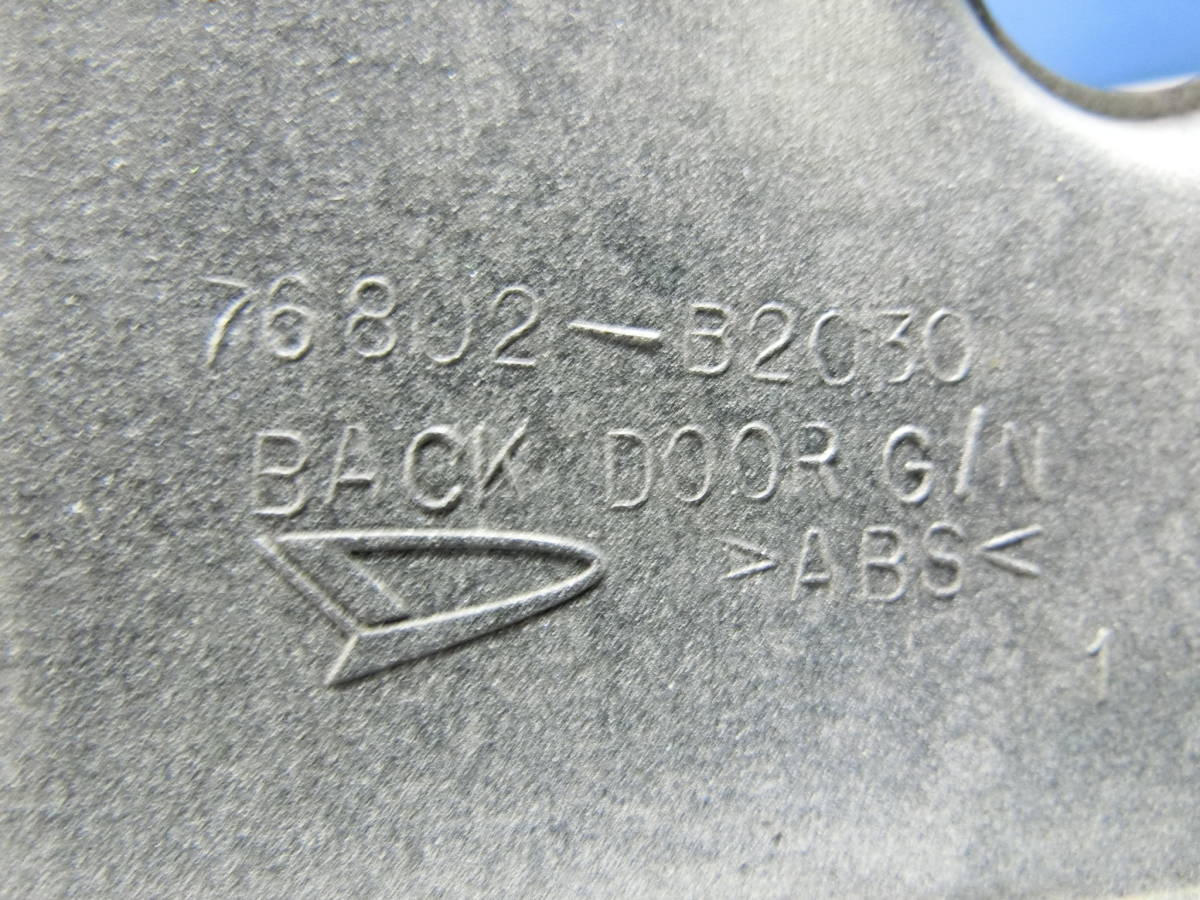 76802-B2030
BACK DOOR G/N
>ABS<
1